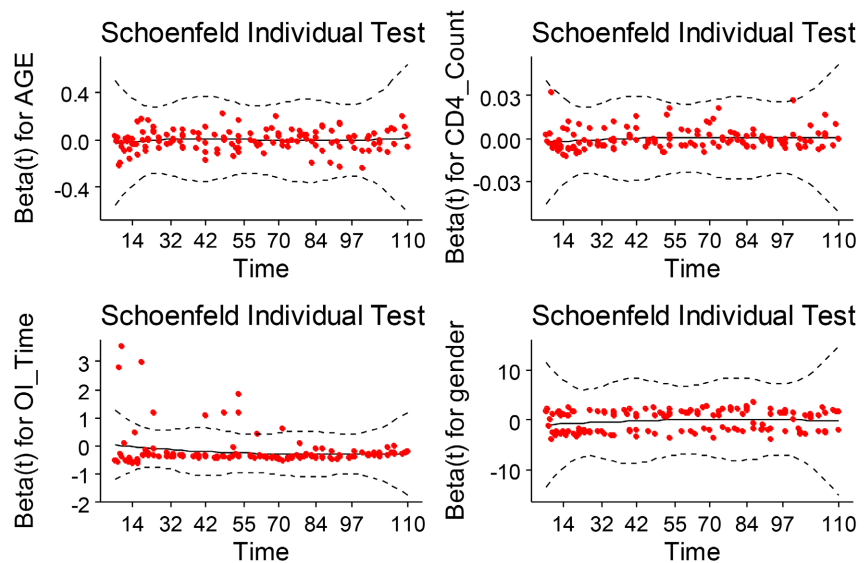 Schoenfeld Individual Test
Beta(t) for AGE
0.4
0.0
-0.4
14 32 42 55 70 84 97 110
Time
Schoenfeld Individual Test
Beta(t) for CD4_Count
0.03
0.00
-0.03
14 32 42 55 70 84 97 110
Time
Schoenfeld Individual Test
Beta(t) for OI_Time
3
2
1
0
-1
-2
14 32 42 55 70 84 97 110
Time
Schoenfeld Individual Test
Beta(t) for gender
10
0
-10
14 32 42 55 70 84 97 110
Time